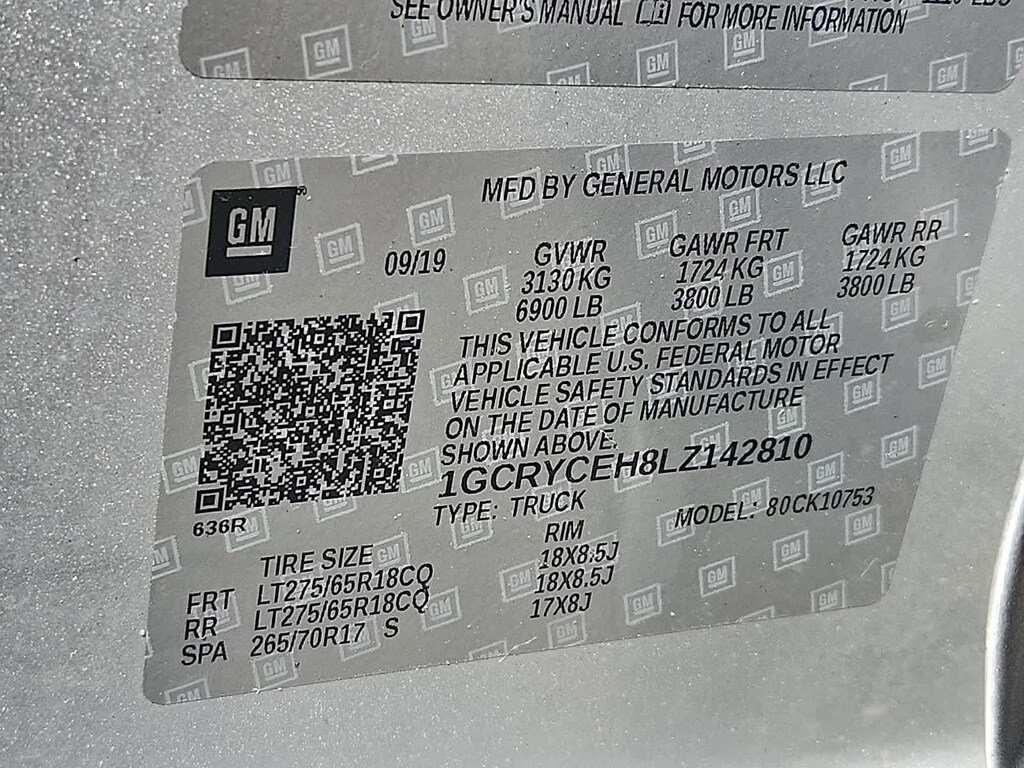 SEE OWNER'S MANUAL FOR MORE INFORMATION
MFD BY GENERAL MOTORS LLC
GM
09/19
GVWR
3130 KG
6900 LB
GAWR FRT
1724 KG
3800 LB
GAWR RR
1724 KG
3800 LB
THIS VEHICLE CONFORMS TO ALL
APPLICABLE U.S. FEDERAL MOTOR
VEHICLE SAFETY STANDARDS IN EFFECT
ON THE DATE OF MANUFACTURE
SHOWN ABOVE.
1GCRYCEH8LZ142810
TYPE: TRUCK
MODEL: 80CK10753
636R
TIRE SIZE RIM
FRT LT275/65R18CQ 18X8.5J
RR LT275/65R18CQ 18X8.5J
SPA 265/70R17 S 17X8J